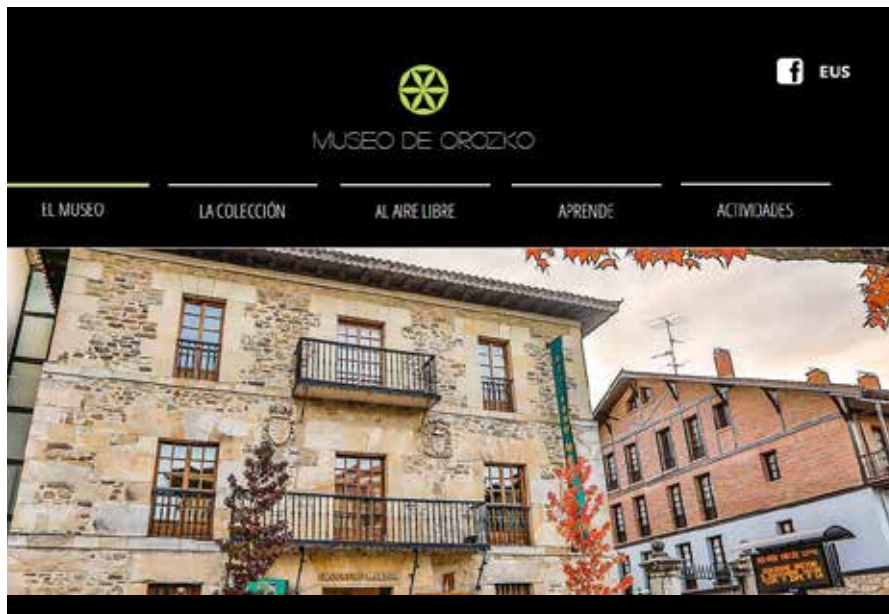 EUS
MUSEO DE OROZKO
EL MUSEO
LA COLECCIÓN
AL AIRE LIBRE
APRENDE
ACTIVIDADES